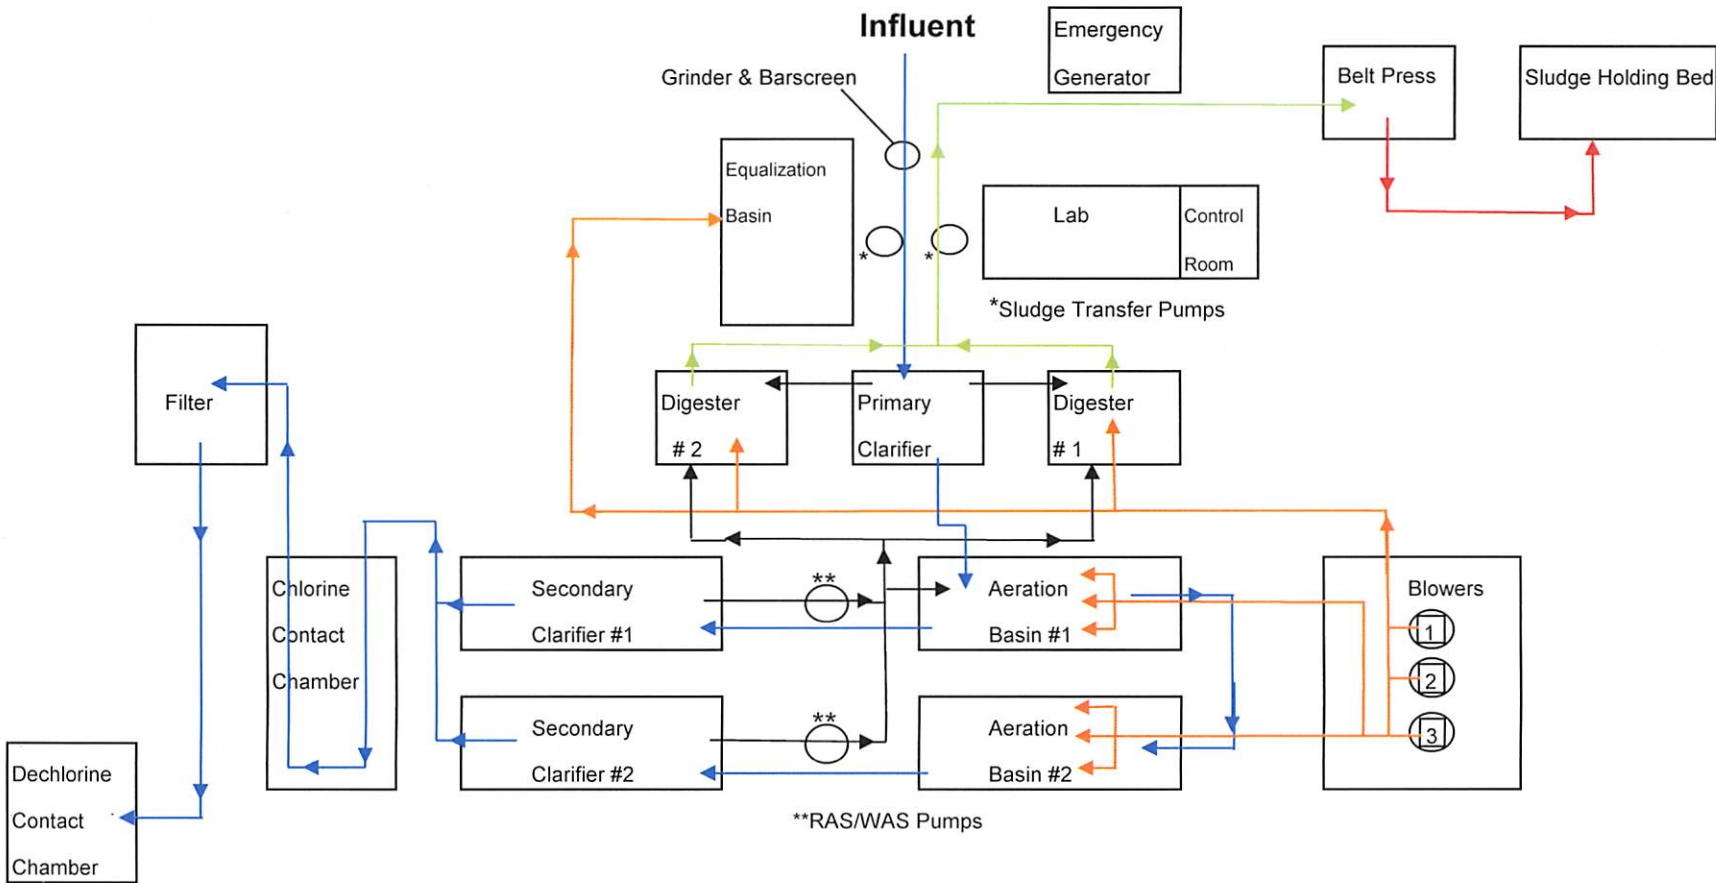 Influent
Emergency
Generator
Grinder & Barscreen
Belt Press
Sludge Holding Bed
Equalization
Basin
Lab
Control
Room
*
*
*Sludge Transfer Pumps
Filter
Digester
# 2
Primary
Clarifier
Digester
# 1
Chlorine
Contact
Chamber
Secondary
Clarifier #1
**
Aeration
Basin #1
Blowers
1
2
3
Secondary
Clarifier #2
**
Aeration
Basin #2
Dechlorine
Contact
Chamber
**RAS/WAS Pumps